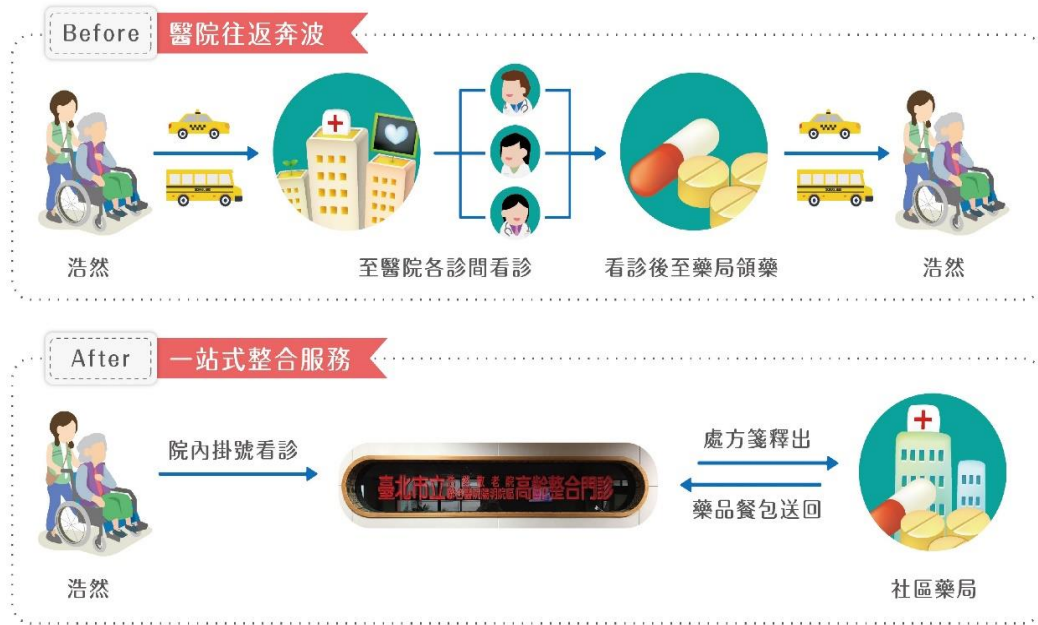 Before 醫院往返奔波
浩然
至醫院各診間看診
看診後至藥局領藥
浩然
After 一站式整合服務
院內掛號看診
臺北市立
高齡整合門診
處方箋釋出
藥品餐包送回
浩然
社區藥局